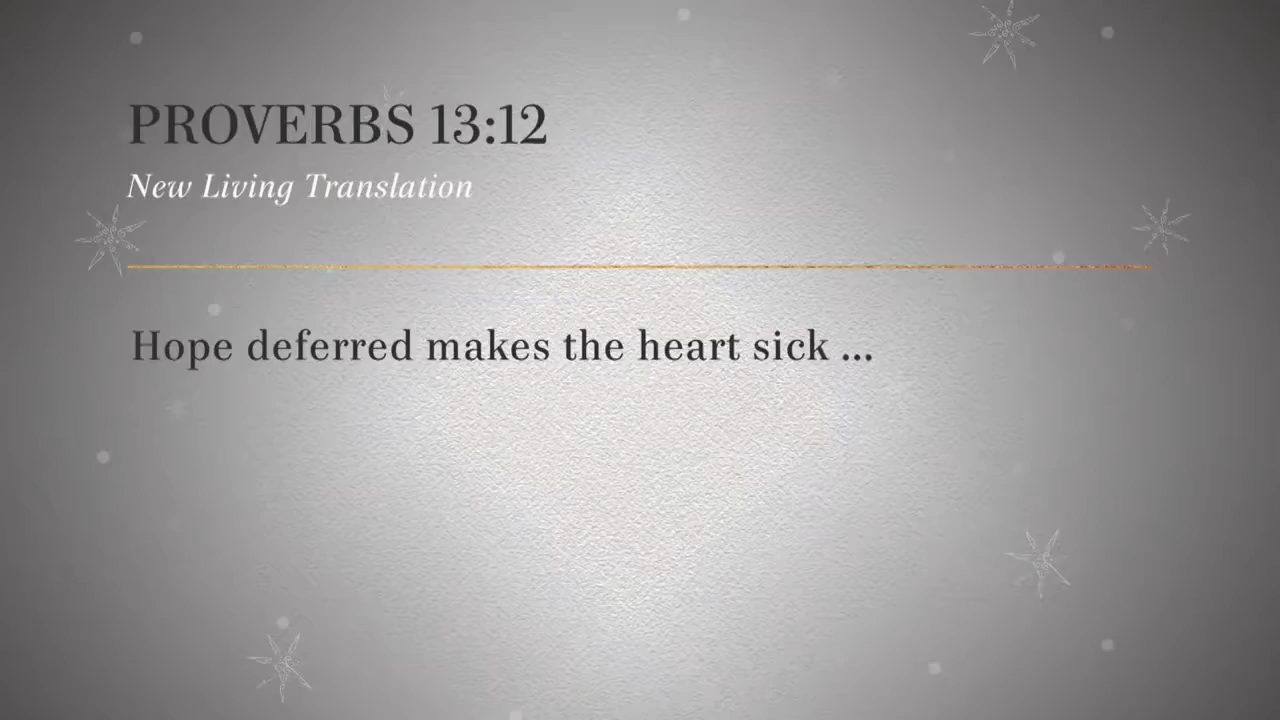 PROVERBS 13:12
New Living Translation
Hope deferred makes the heart sick ...